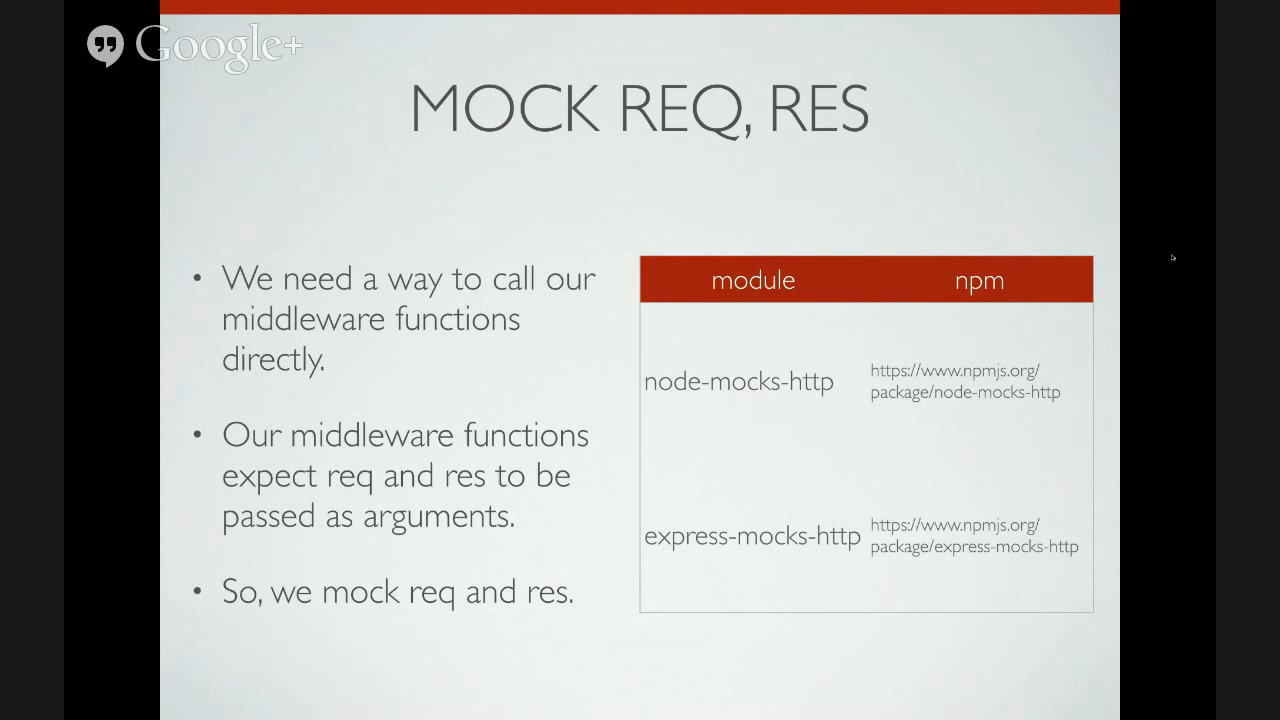 Google+
MOCK REQ, RES
• We need a way to call our
middleware functions
directly.
• Our middleware functions
expect req and res to be
passed as arguments.
• So, we mock req and res.
module npm
node-mocks-http
https://www.npmjs.org/
package/node-mocks-http
express-mocks-http
https://www.npmjs.org/
package/express-mocks-http